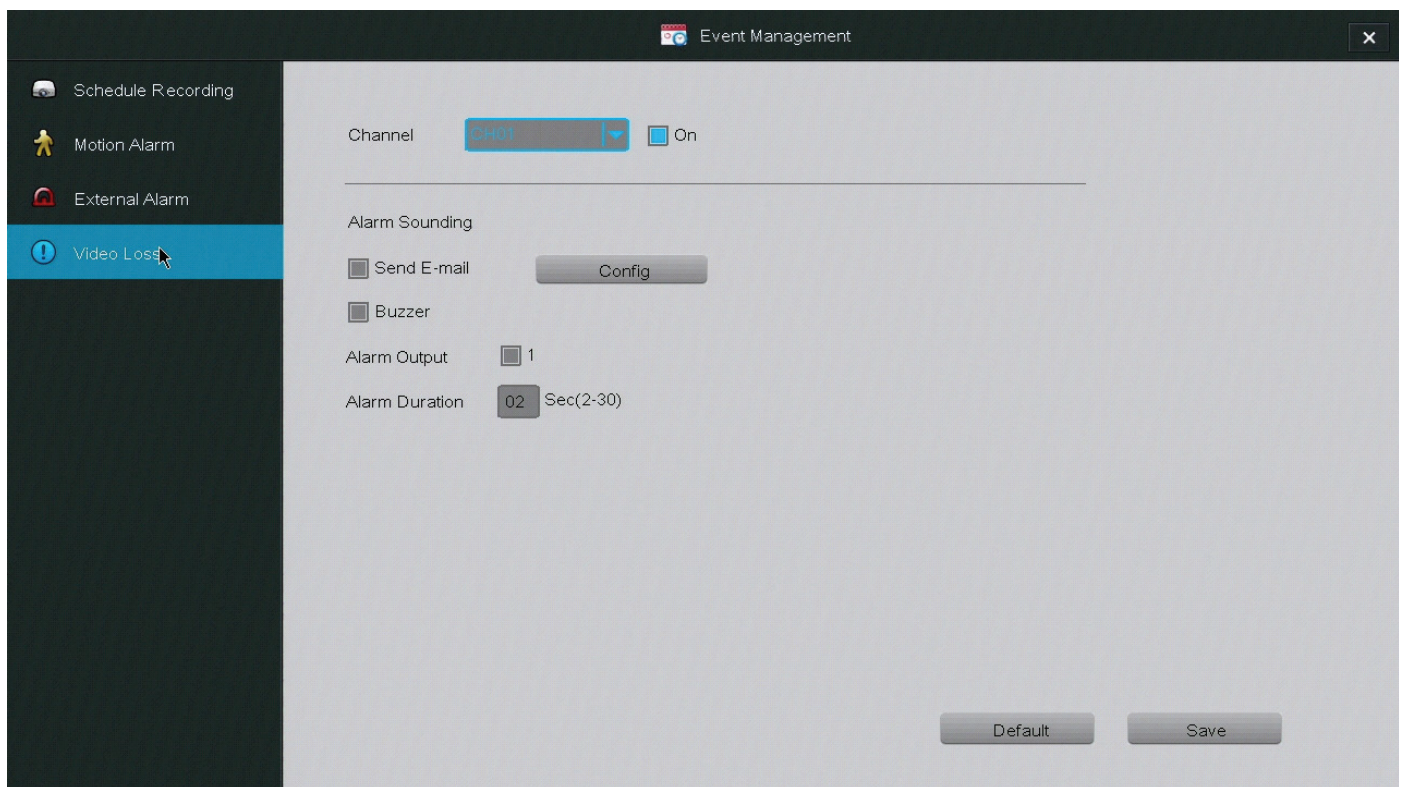 Event Management
Schedule Recording
Motion Alarm
External Alarm
Video Loss
Channel CH01 On
Alarm Sounding
Send E-mail Config
Buzzer
Alarm Output 1
Alarm Duration 02 Sec(2-30)
Default Save